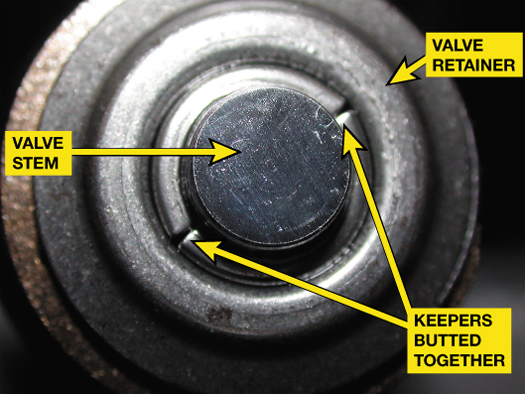 VALVE
RETAINER
VALVE
STEM
KEEPERS
BUTTED
TOGETHER